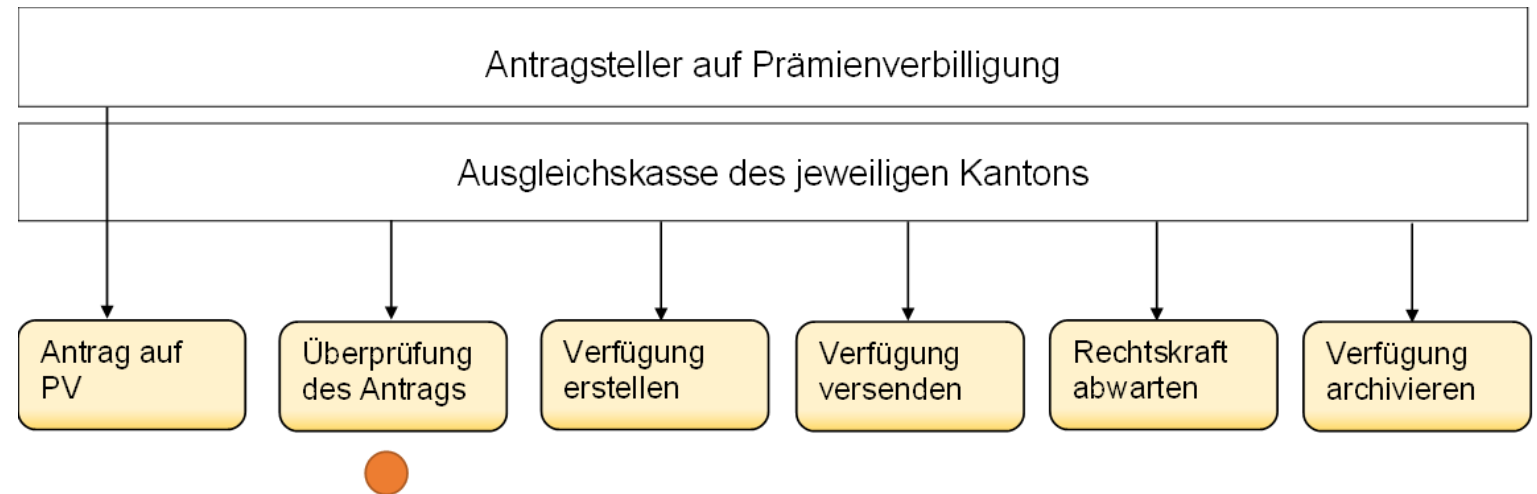 Antragsteller auf Prämienverbilligung
Ausgleichskasse des jeweiligen Kantons
Antrag auf
PV
Überprüfung
des Antrags
Verfügung
erstellen
Verfügung
versenden
Rechtskraft
abwarten
Verfügung
archivieren